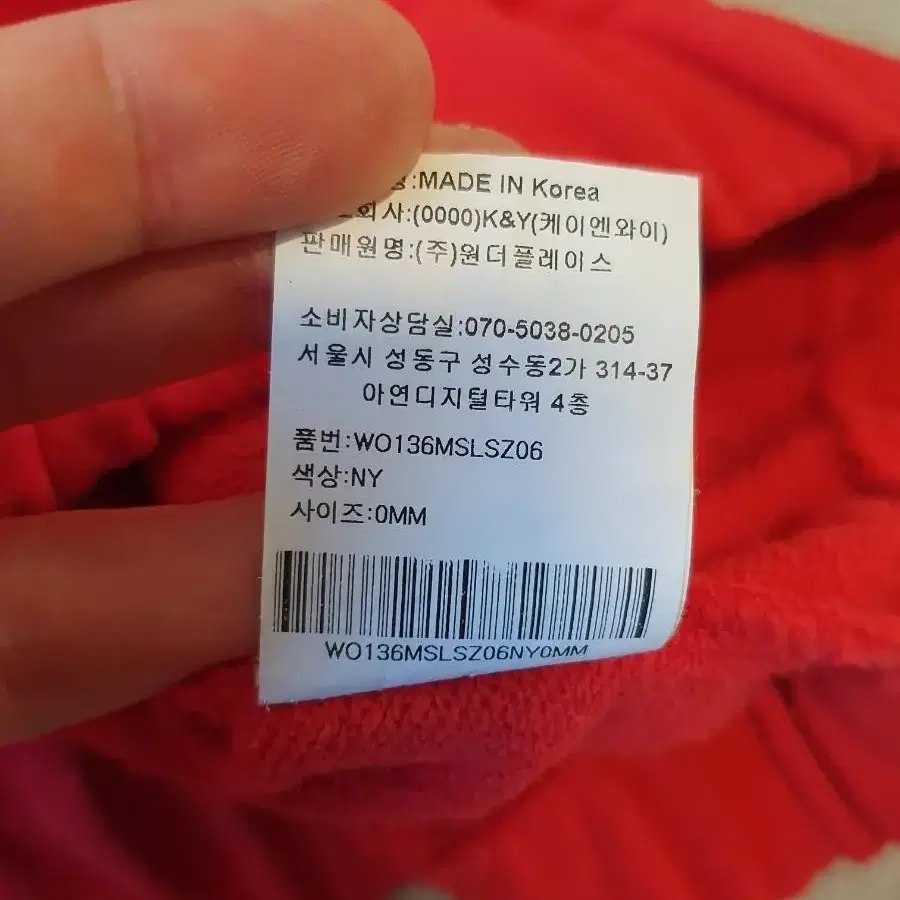 :MADE IN Korea
회사:(0000)K&Y(케이엔와이)
판매원명:(주)원더플레이스
소비자상담실:070-5038-0205
서울시 성동구 성수동2가 314-37
아연디지털타워 4층
품번:WO136MSLSZ06
색상:NY
사이즈:0MM
WO136MSLSZ06NY0MM